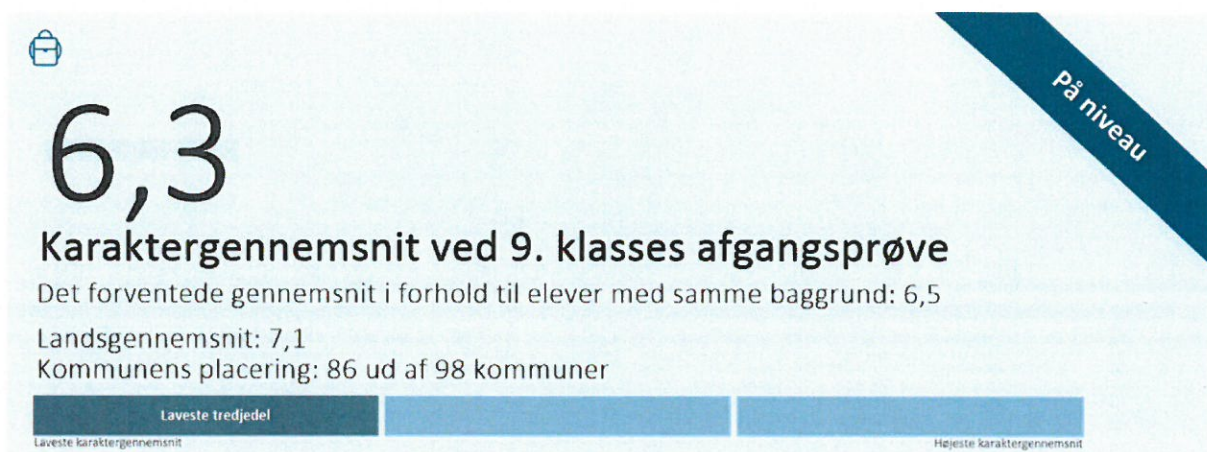 På niveau
6,3
Karaktergennemsnit ved 9. klasses afgangsprøve
Det forventede gennemsnit i forhold til elever med samme baggrund: 6,5
Landsgennemsnit: 7,1
Kommunens placering: 86 ud af 98 kommuner
Laveste tredjedel
Laveste karaktergennemsnit
Højeste karaktergennemsnit